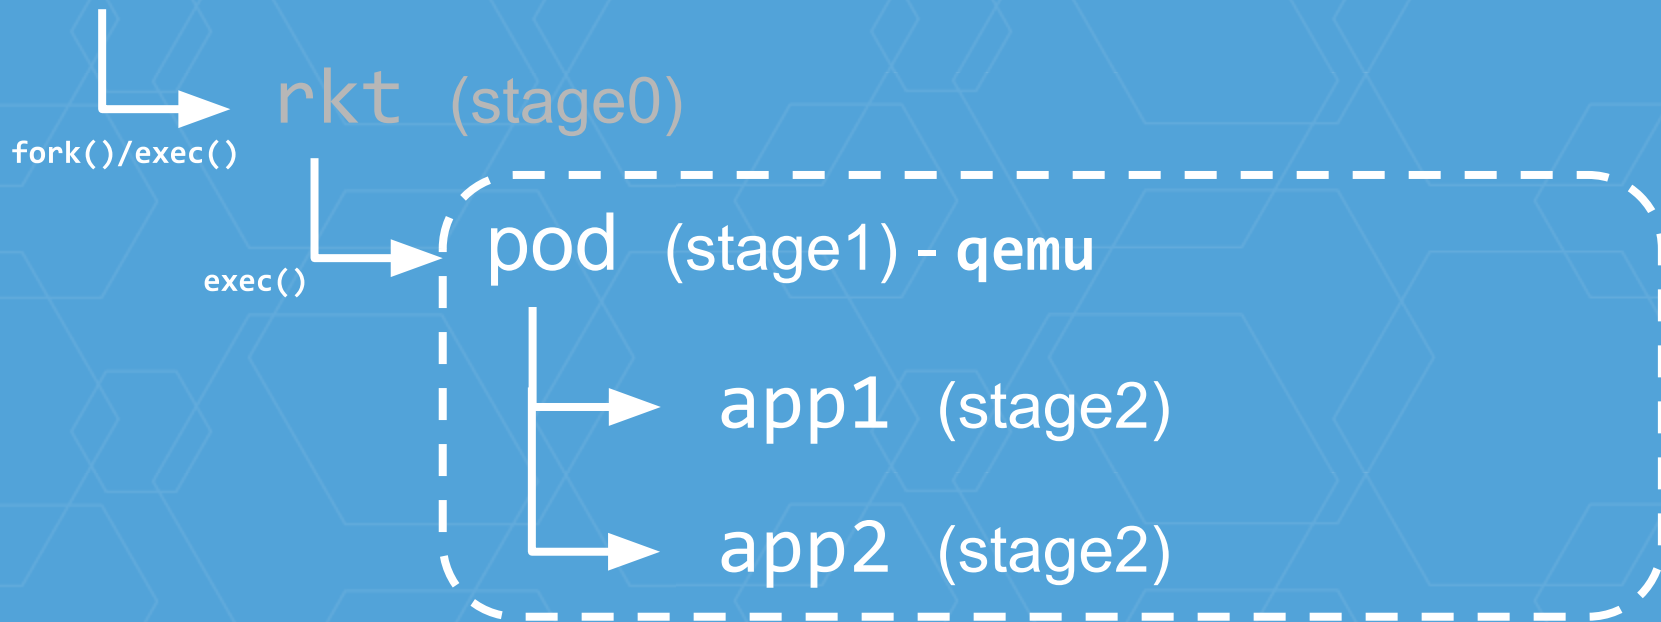 rkt (stage0)
fork()/exec()
pod (stage1) - qemu
exec()
app1 (stage2)
app2 (stage2)